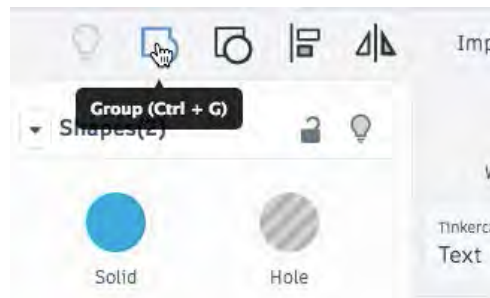 Imp
Group (Ctrl + G)
Shapes(2)
Tinkerc
Solid
Hole
Text